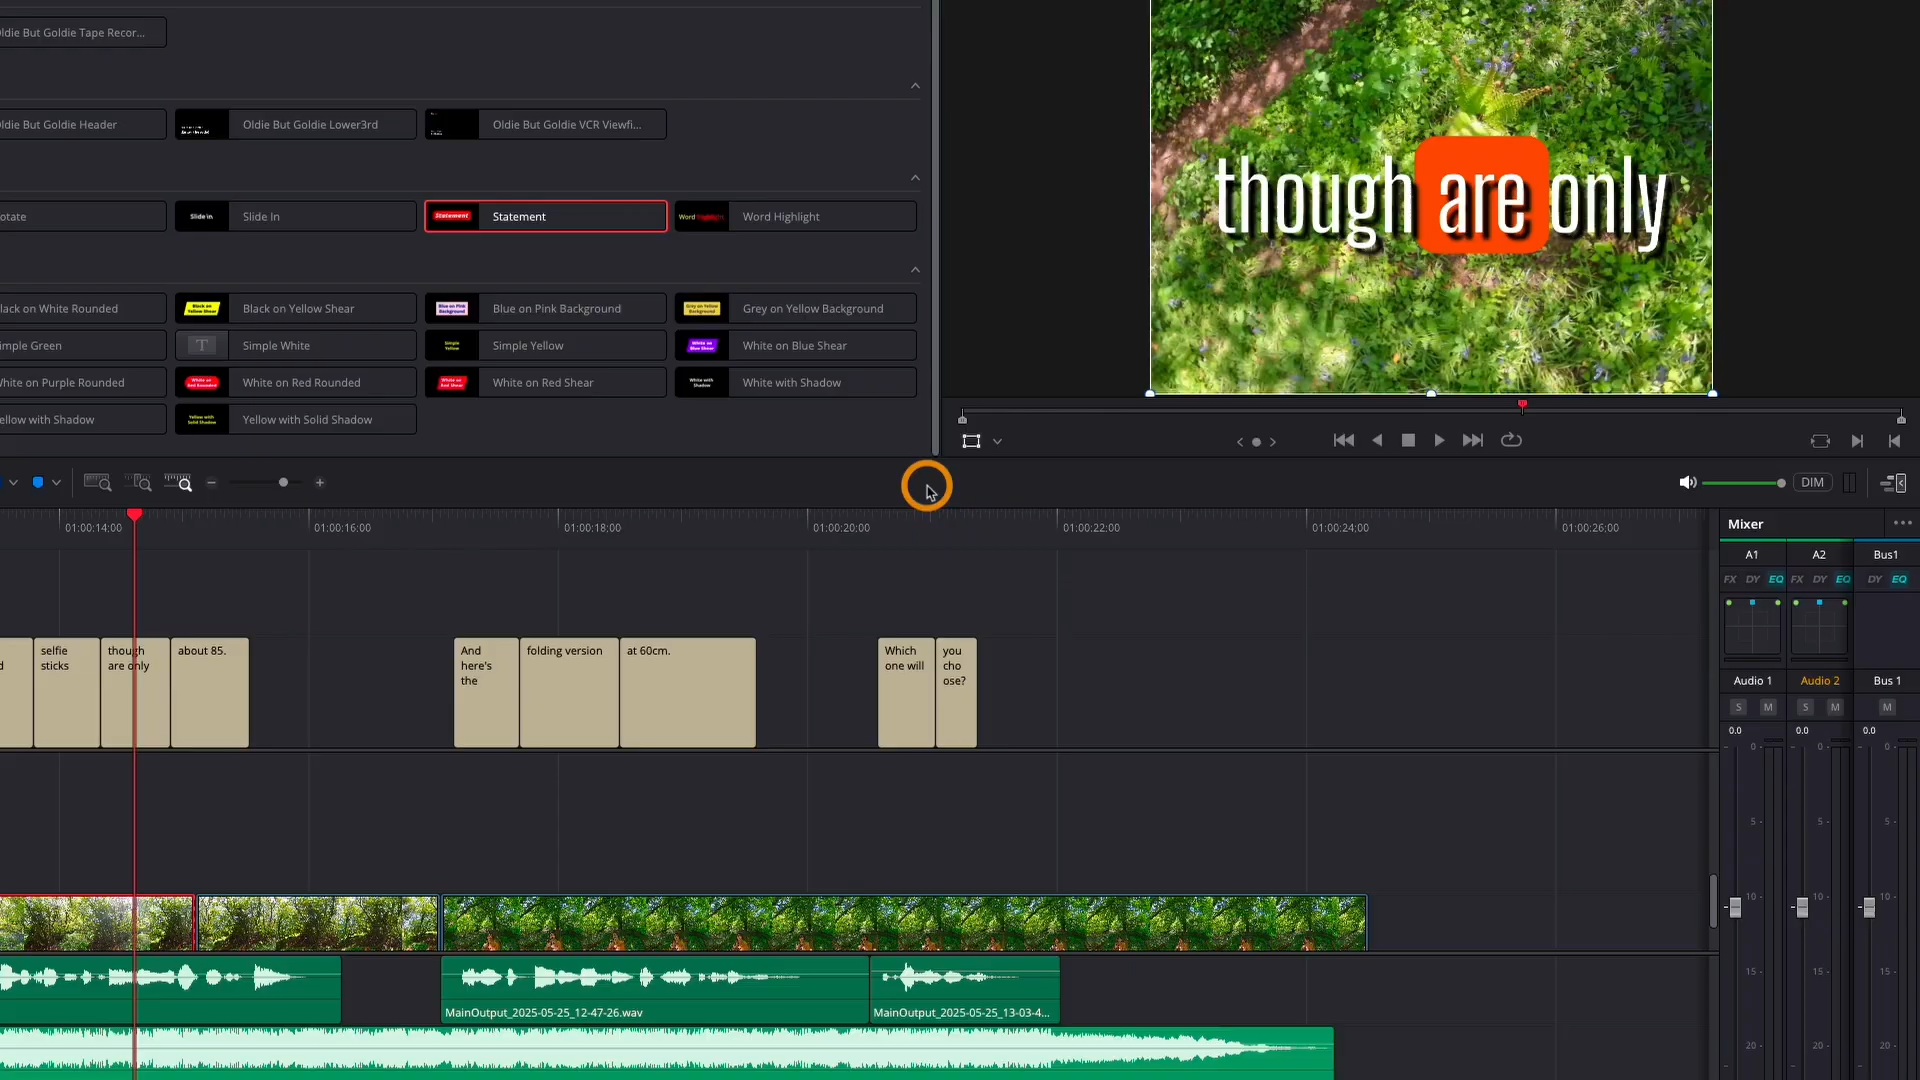 ldie But Goldie Tape Recor...
ldie But Goldie Header
Oldie But Goldie Lower3rd
Oldie But Goldie VCR Viewfi...
otate
Slide in
Slide In
Statement
Statement
Word Highlight
Word Highlight
lack on White Rounded
Black on Yellow Shear
Black on Yellow Shear
Blue on Pink Background
Blue on Pink Background
Grey on Yellow Background
Grey on Yellow Background
imple Green
T
Simple White
Simple Yellow
Simple Yellow
White on Blue Shear
White on Blue Shear
hite on Purple Rounded
White on Red Rounded
White on Red Rounded
White on Red Shear
White on Red Shear
White with Shadow
White with Shadow
ellow with Shadow
Yellow with Solid Shadow
Yellow with Solid Shadow
though are only
DIM
01:00:14:00
01:00:16:00
01:00:18:00
01:00:20:00
01:00:22:00
01:00:24:00
01:00:26:00
d
selfie
sticks
though
are only
about 85.
And
here's
the
folding version
at 60cm.
Which
one will
you
cho
ose?
MainOutput_2025-05-25_12-47-26.wav
MainOutput_2025-05-25_13-03-4...
Mixer
A1
A2
Bus1
FX DY EQ
FX DY EQ
DY EQ
Audio 1
Audio 2
Bus 1
S M
S M
M
0.0
0.0
0.0
0
0
0
5
5
5
10
10
10
15
15
15
20
20
20